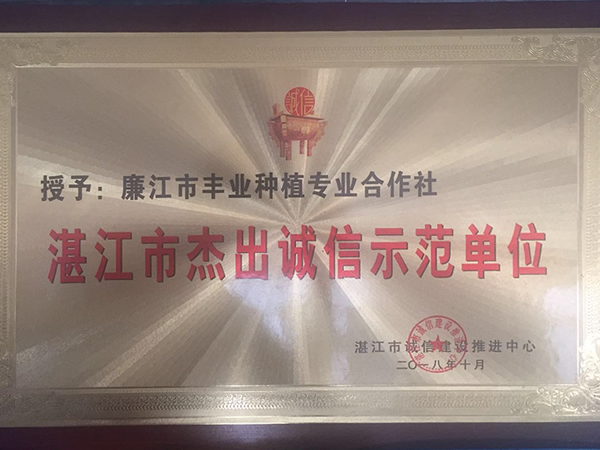 诚信
授予：廉江市丰业种植专业合作社
湛江市杰出诚信示范单位
湛江市诚信建设推进中心
二〇一八年十月